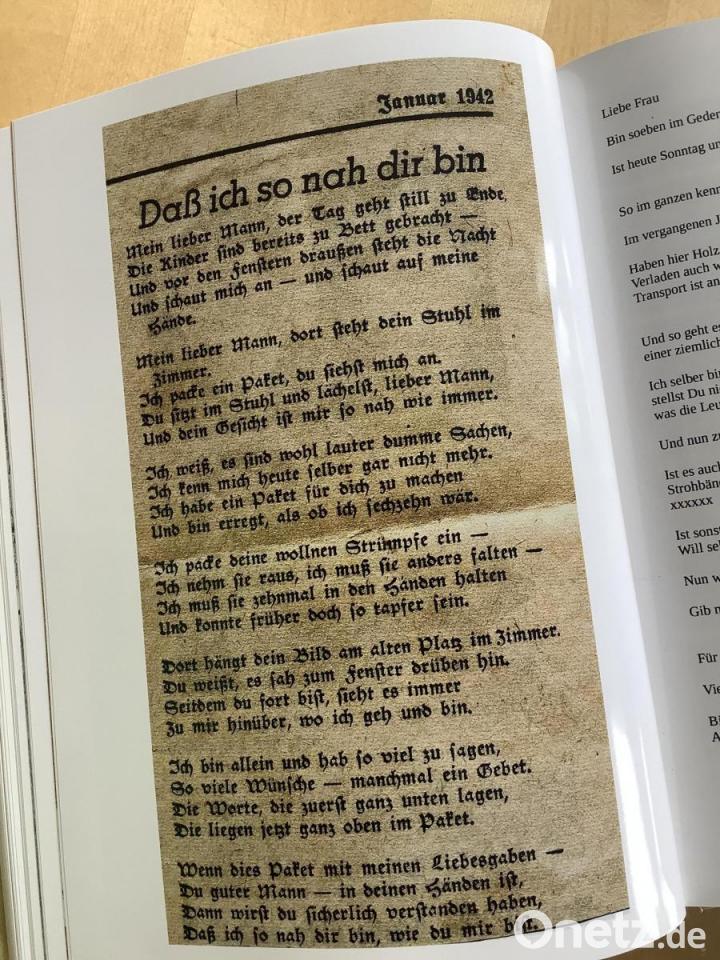 Januar 1942
Daß ich so nah dir bin
Mein lieber Mann, der Tag geht still zu Ende,
Die Kinder sind bereits zu Bett gebracht —
Und vor den Fenstern draußen steht die Nacht
Und schaut mich an — und schaut auf meine
Hände.
Mein lieber Mann, dort steht dein Stuhl im
Zimmer.
Ich packe ein Paket, du siehst mich an.
Du sitzt im Stuhl und lächelst, lieber Mann,
Und dein Gesicht ist mir so nah wie immer.
Ich weiß, es sind wohl lauter dumme Sachen,
Ich kenn mich heute selber gar nicht mehr.
Ich habe ein Paket für dich zu machen
Und bin erregt, als ob ich sechzehn wär.
Ich packe deine wollnen Strümpfe ein —
Ich nehm sie raus, ich muß sie anders falten —
Ich muß sie zehnmal in den Händen halten
Und konnte früher doch so tapfer sein.
Dort hängt dein Bild am alten Platz im Zimmer.
Du weißt, es sah zum Fenster drüben hin.
Seitdem du fort bist, sieht es immer
Zu mir hinüber, wo ich geh und bin.
Ich bin allein und hab so viel zu sagen,
So viele Wünsche — manchmal ein Gebet.
Die Worte, die zuerst ganz unten lagen,
Die liegen jetzt ganz oben im Paket.
Wenn dies Paket mit meinen Liebesgaben —
Du guter Mann — in deinen Händen ist,
Dann wirst du sicherlich verstanden haben,
Daß ich so nah dir bin, wie du mir bist.
Liebe Frau
Bin soeben im
Ist heute Sonntag
So im ganzen
Im vergangenen
Haben hier Holz
Verladen auch
Transport ist
Und so geht
einer ziemlich
Ich selber
stellst Du
was die
Und nun
Ist es
xxxxxx
Ist
Will
Nun
Gib
Für
Onetz.de